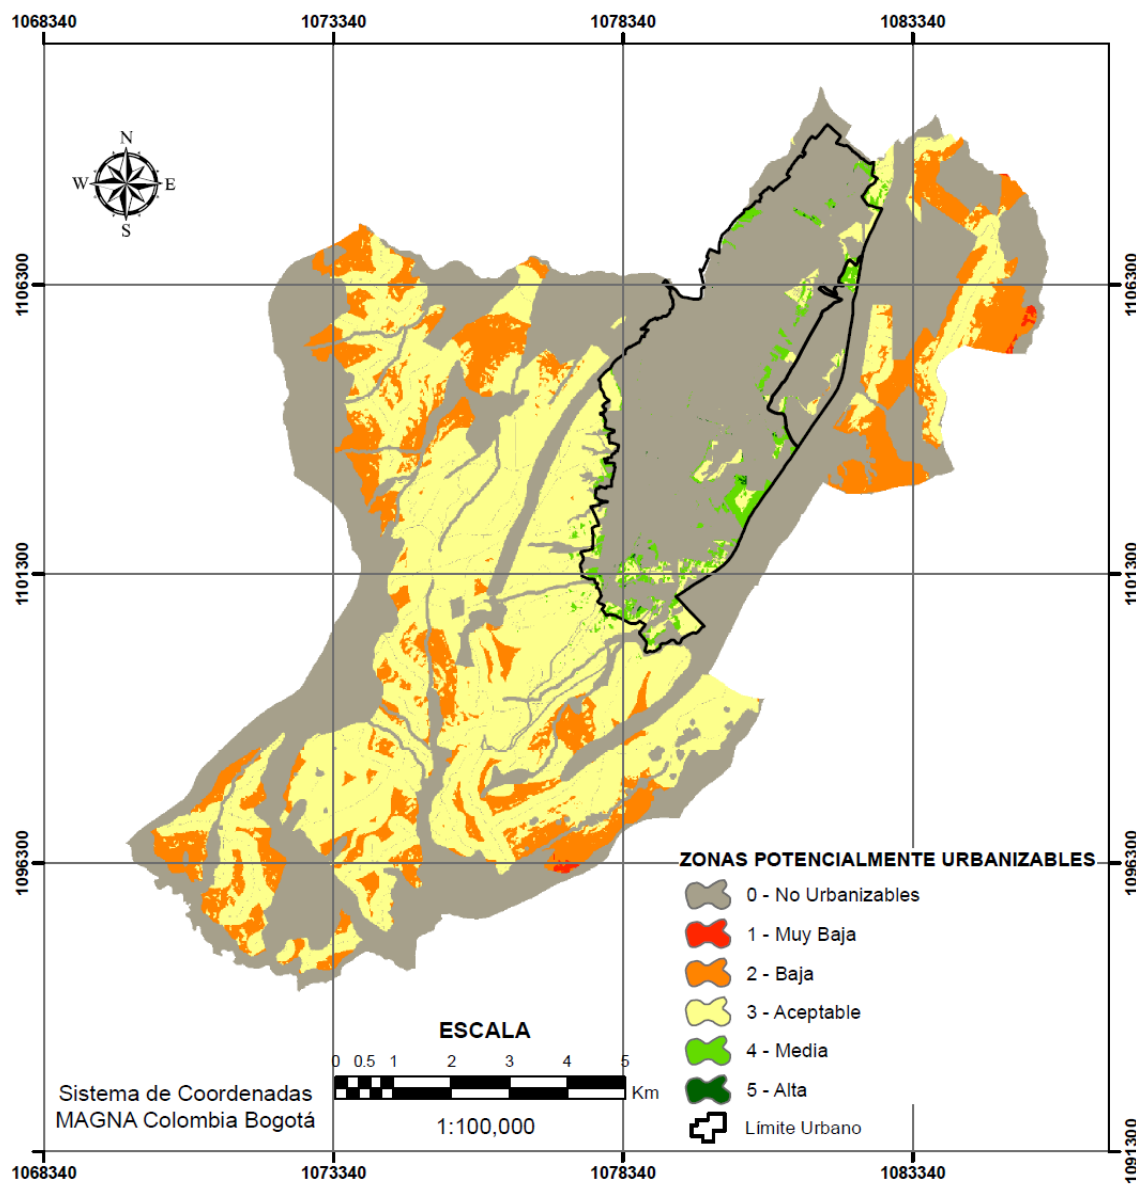 1068340 1073340 1078340 1083340
N
W E
S
1106300 1106300
1101300 1101300
1096300 1096300
ZONAS POTENCIALMENTE URBANIZABLES
0 - No Urbanizables
1 - Muy Baja
2 - Baja
3 - Aceptable
4 - Media
5 - Alta
Límite Urbano
ESCALA
0 0.5 1 2 3 4 5
Km
1:100,000
Sistema de Coordenadas
MAGNA Colombia Bogotá
1091300
1068340 1073340 1078340 1083340